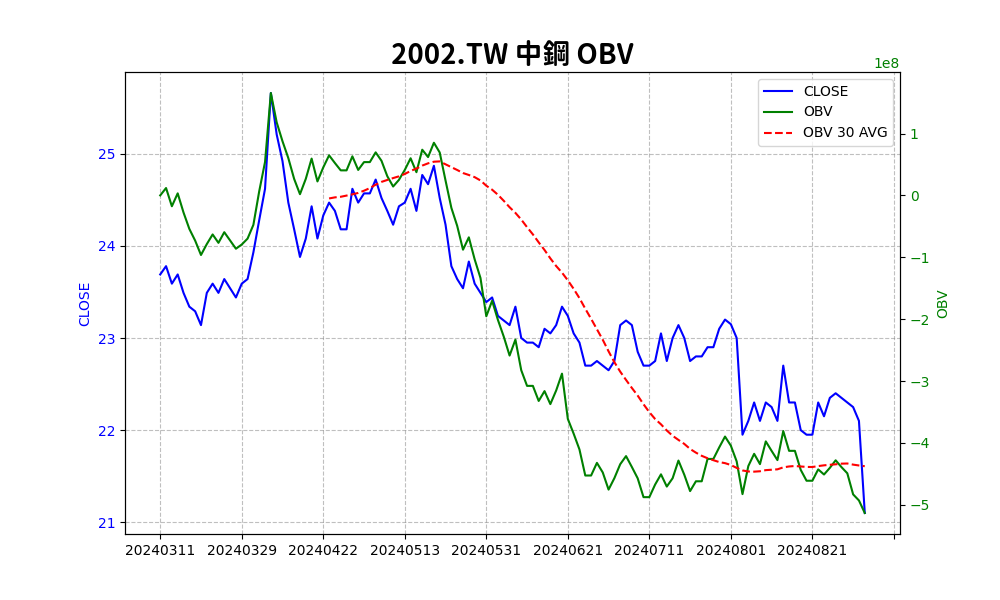 2002.TW 中鋼 OBV
1e8
CLOSE
OBV
OBV 30 AVG
25
24
23
22
21
CLOSE
1
0
−1
−2
−3
−4
−5
OBV
20240311 20240329 20240422 20240513 20240531 20240621 20240711 20240801 20240821